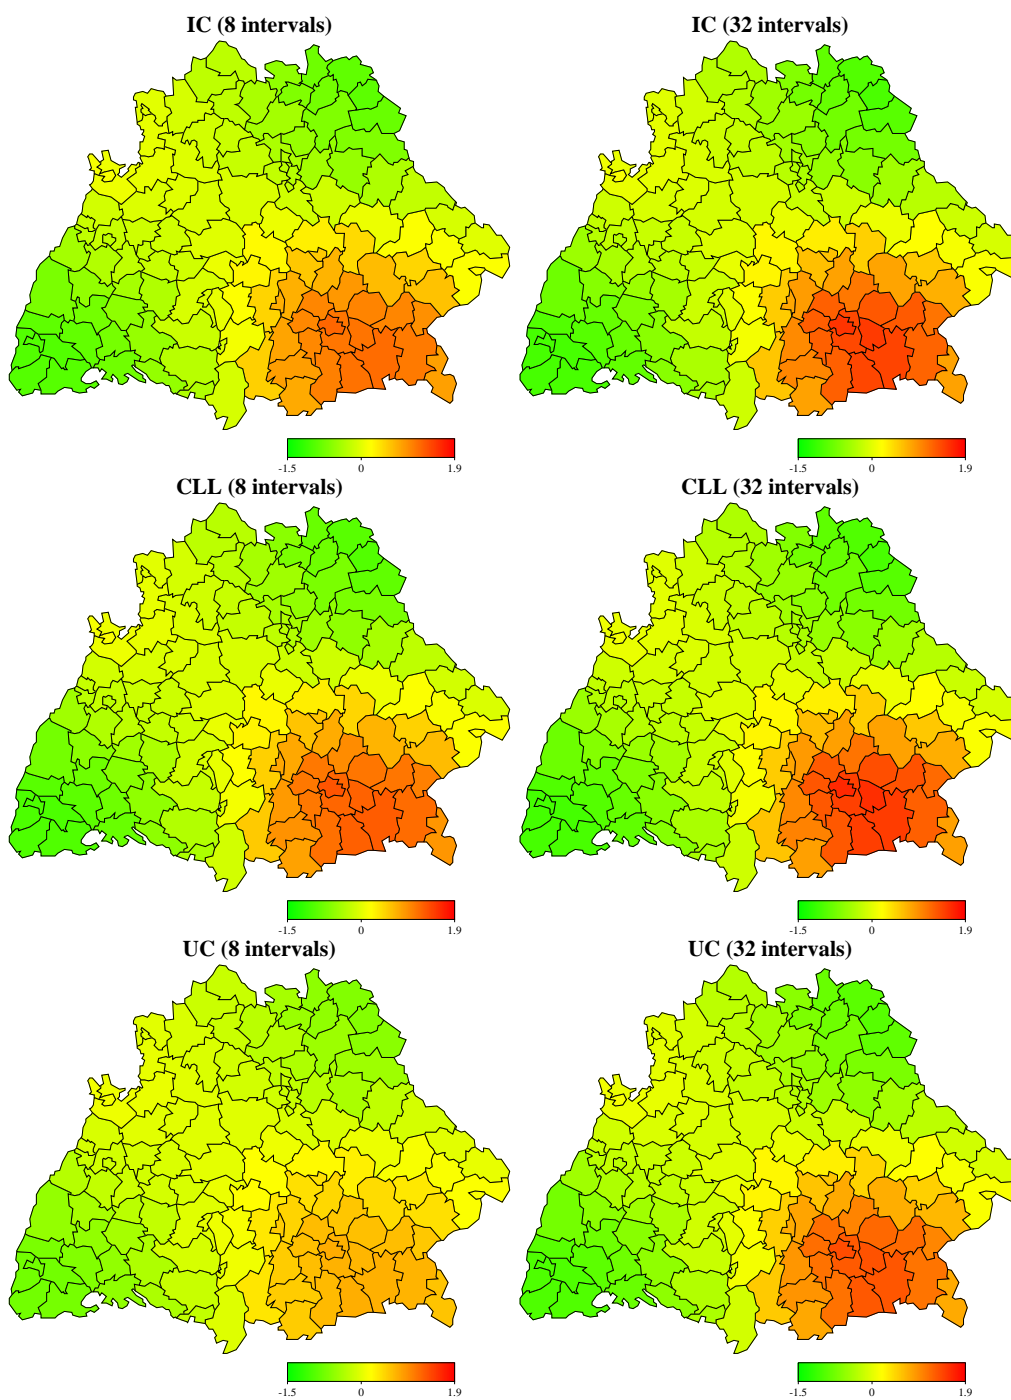 IC (8 intervals)
IC (32 intervals)
-1.5 0 1.9
-1.5 0 1.9
CLL (8 intervals)
CLL (32 intervals)
-1.5 0 1.9
-1.5 0 1.9
UC (8 intervals)
UC (32 intervals)
-1.5 0 1.9
-1.5 0 1.9